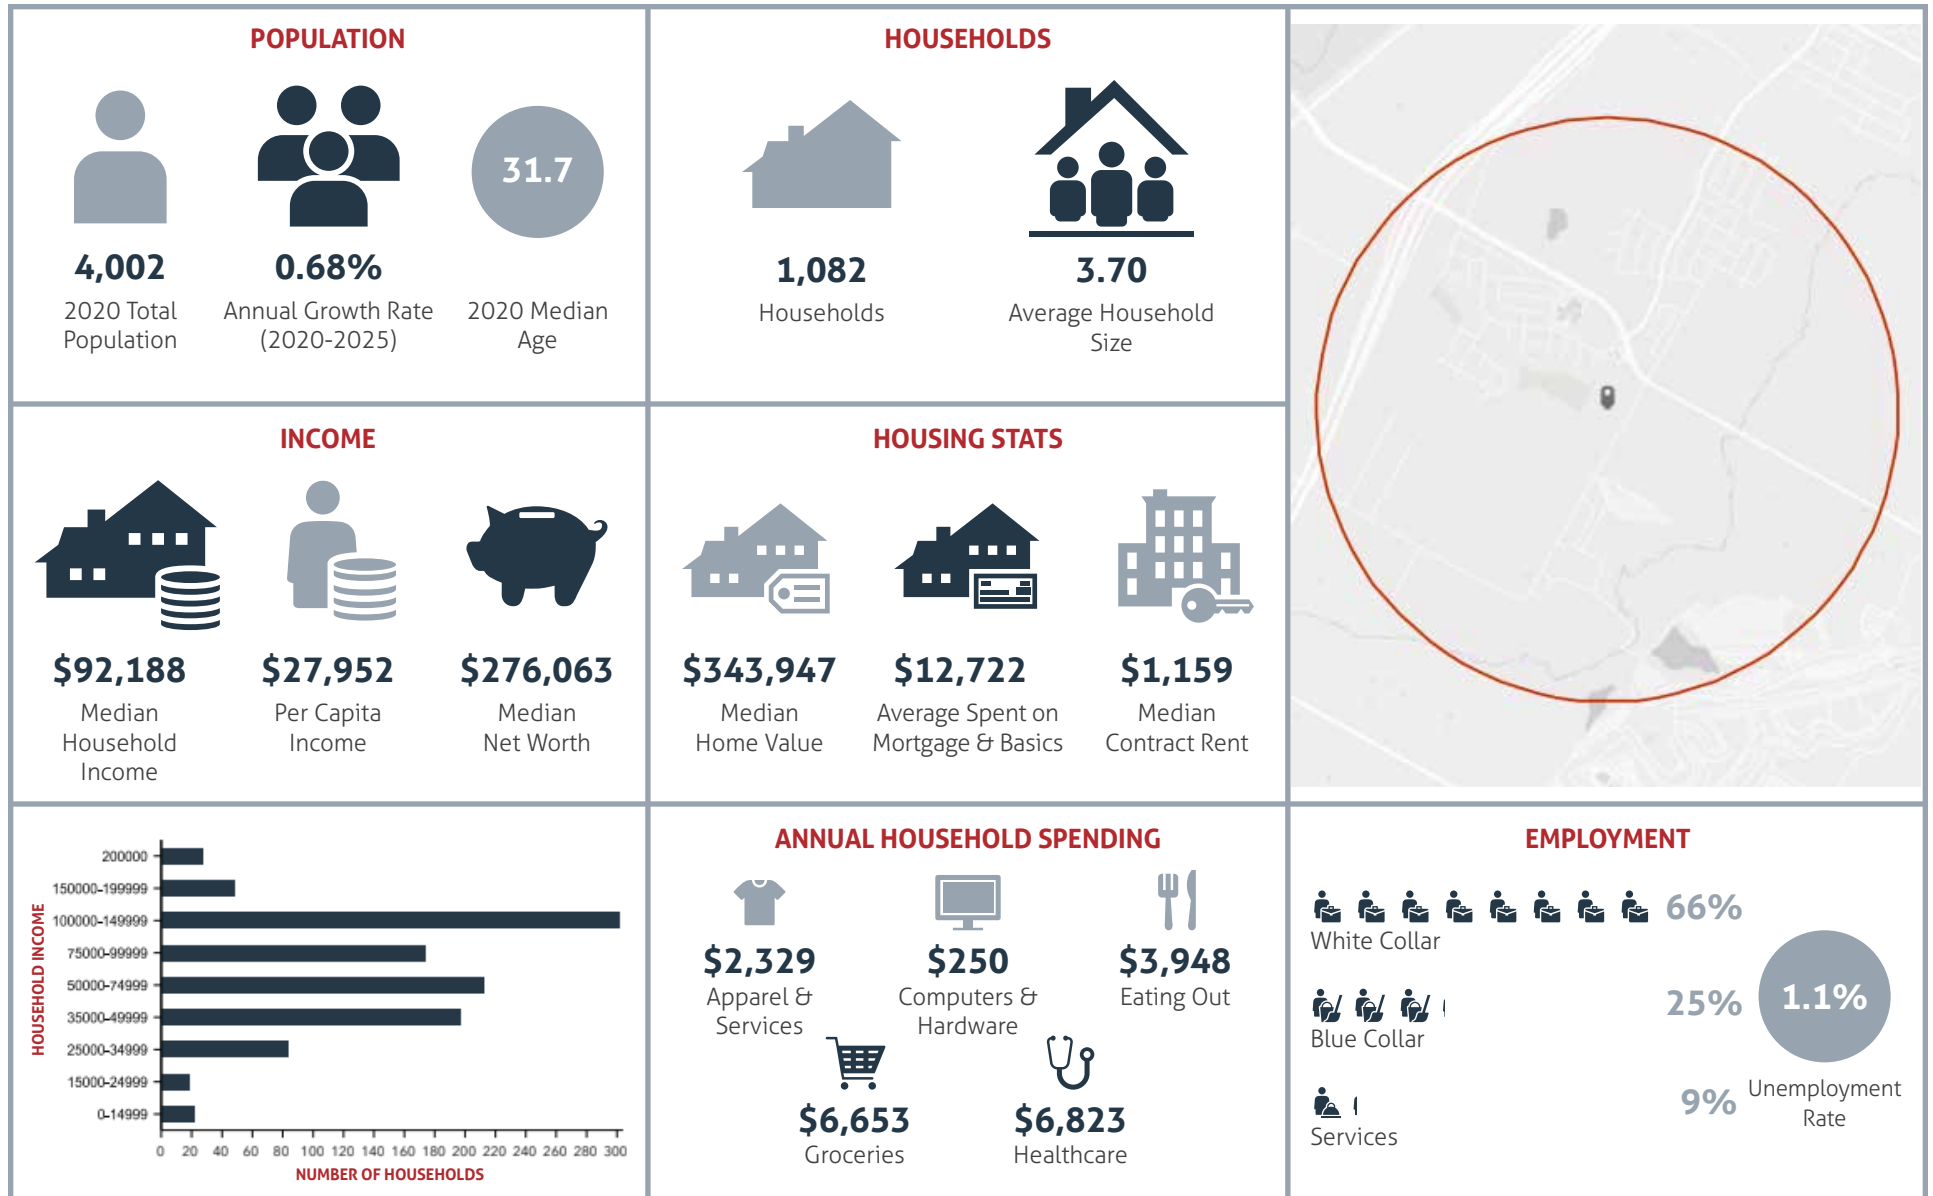 POPULATION
31.7
4,002
2020 Total
Population
0.68%
Annual Growth Rate
(2020-2025)
2020 Median
Age
HOUSEHOLDS
1,082
Households
3.70
Average Household
Size
INCOME
$92,188
Median
Household
Income
$27,952
Per Capita
Income
$276,063
Median
Net Worth
HOUSING STATS
$343,947
Median
Home Value
$12,722
Average Spent on
Mortgage & Basics
$1,159
Median
Contract Rent
HOUSEHOLD INCOME
200000
150000-199999
100000-149999
75000-99999
50000-74999
35000-49999
25000-34999
15000-24999
0-14999
0 20 40 60 80 100 120 140 160 180 200 220 240 260 280 300
NUMBER OF HOUSEHOLDS
ANNUAL HOUSEHOLD SPENDING
$2,329
Apparel &
Services
$250
Computers &
Hardware
$3,948
Eating Out
$6,653
Groceries
$6,823
Healthcare
EMPLOYMENT
66%
White Collar
25%
Blue Collar
9%
Services
1.1%
Unemployment
Rate